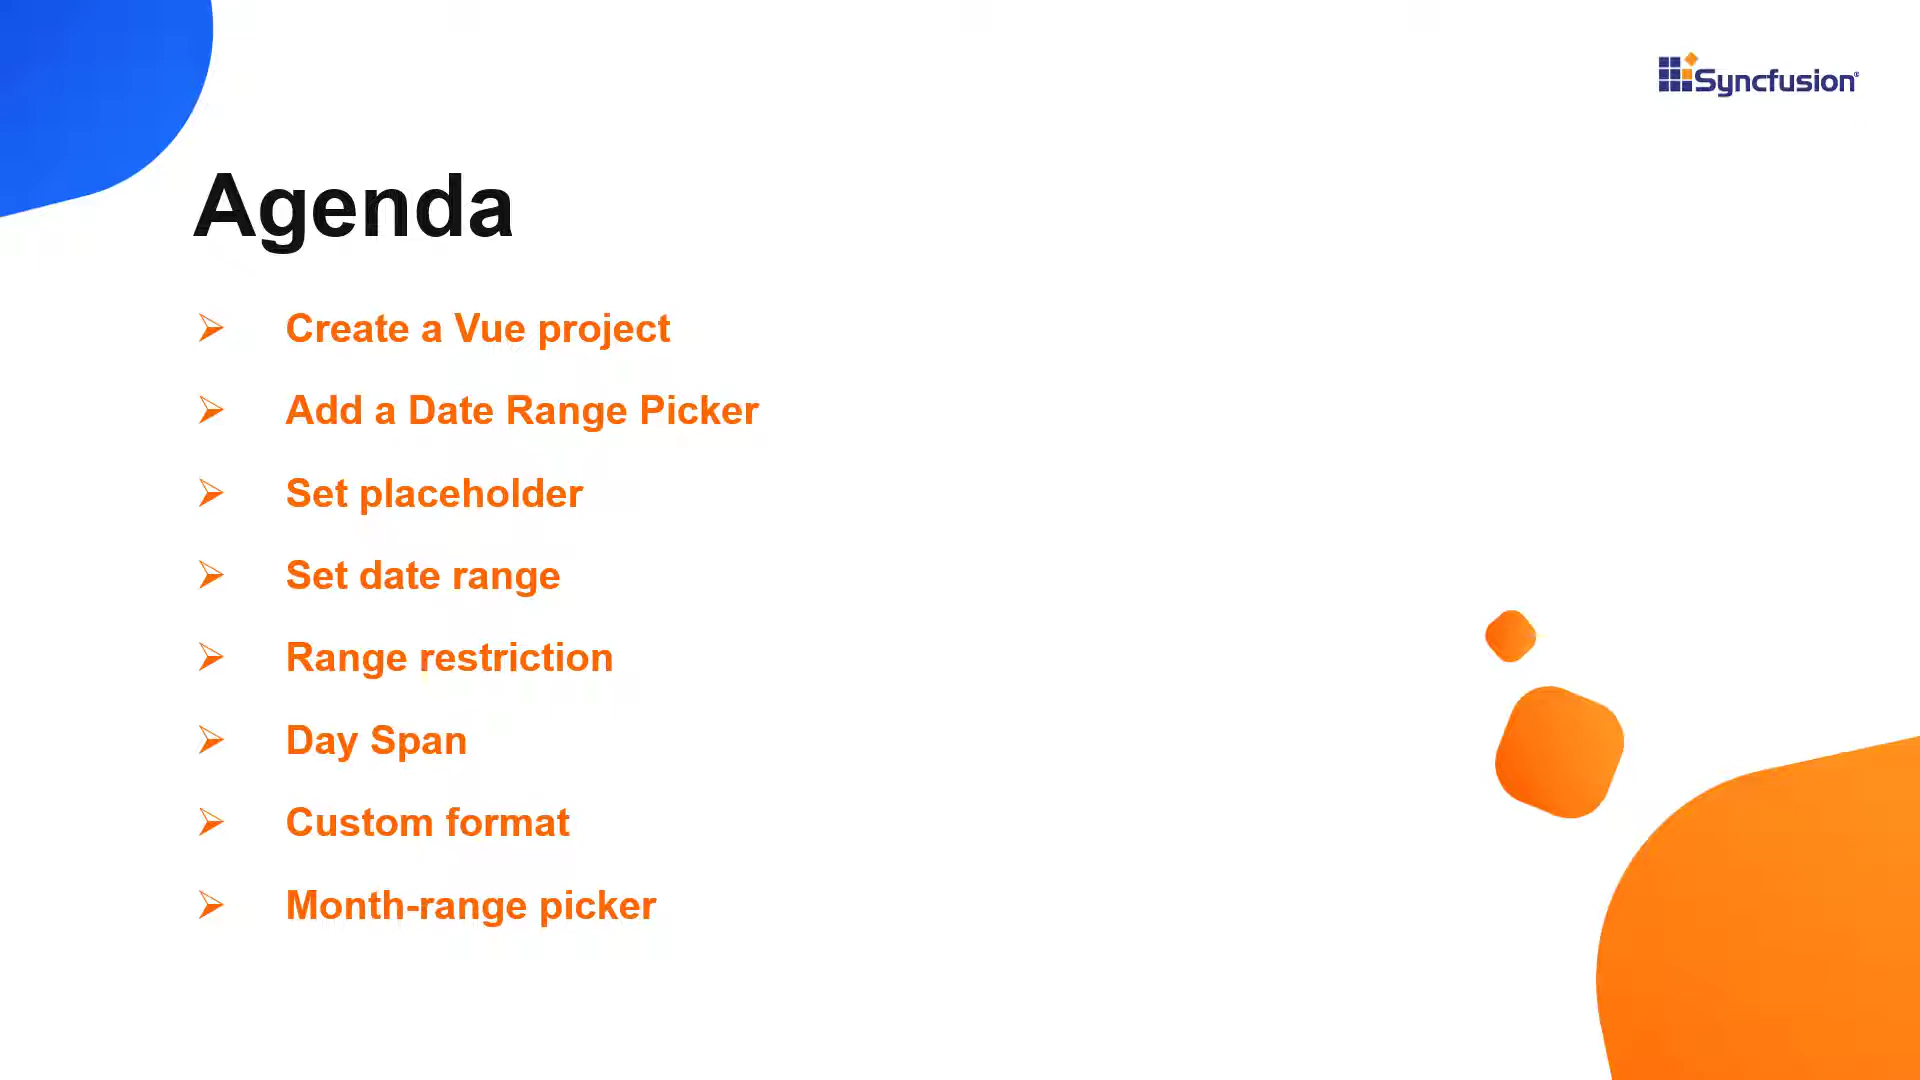 Syncfusion®
Agenda
➢ Create a Vue project
➢ Add a Date Range Picker
➢ Set placeholder
➢ Set date range
➢ Range restriction
➢ Day Span
➢ Custom format
➢ Month-range picker